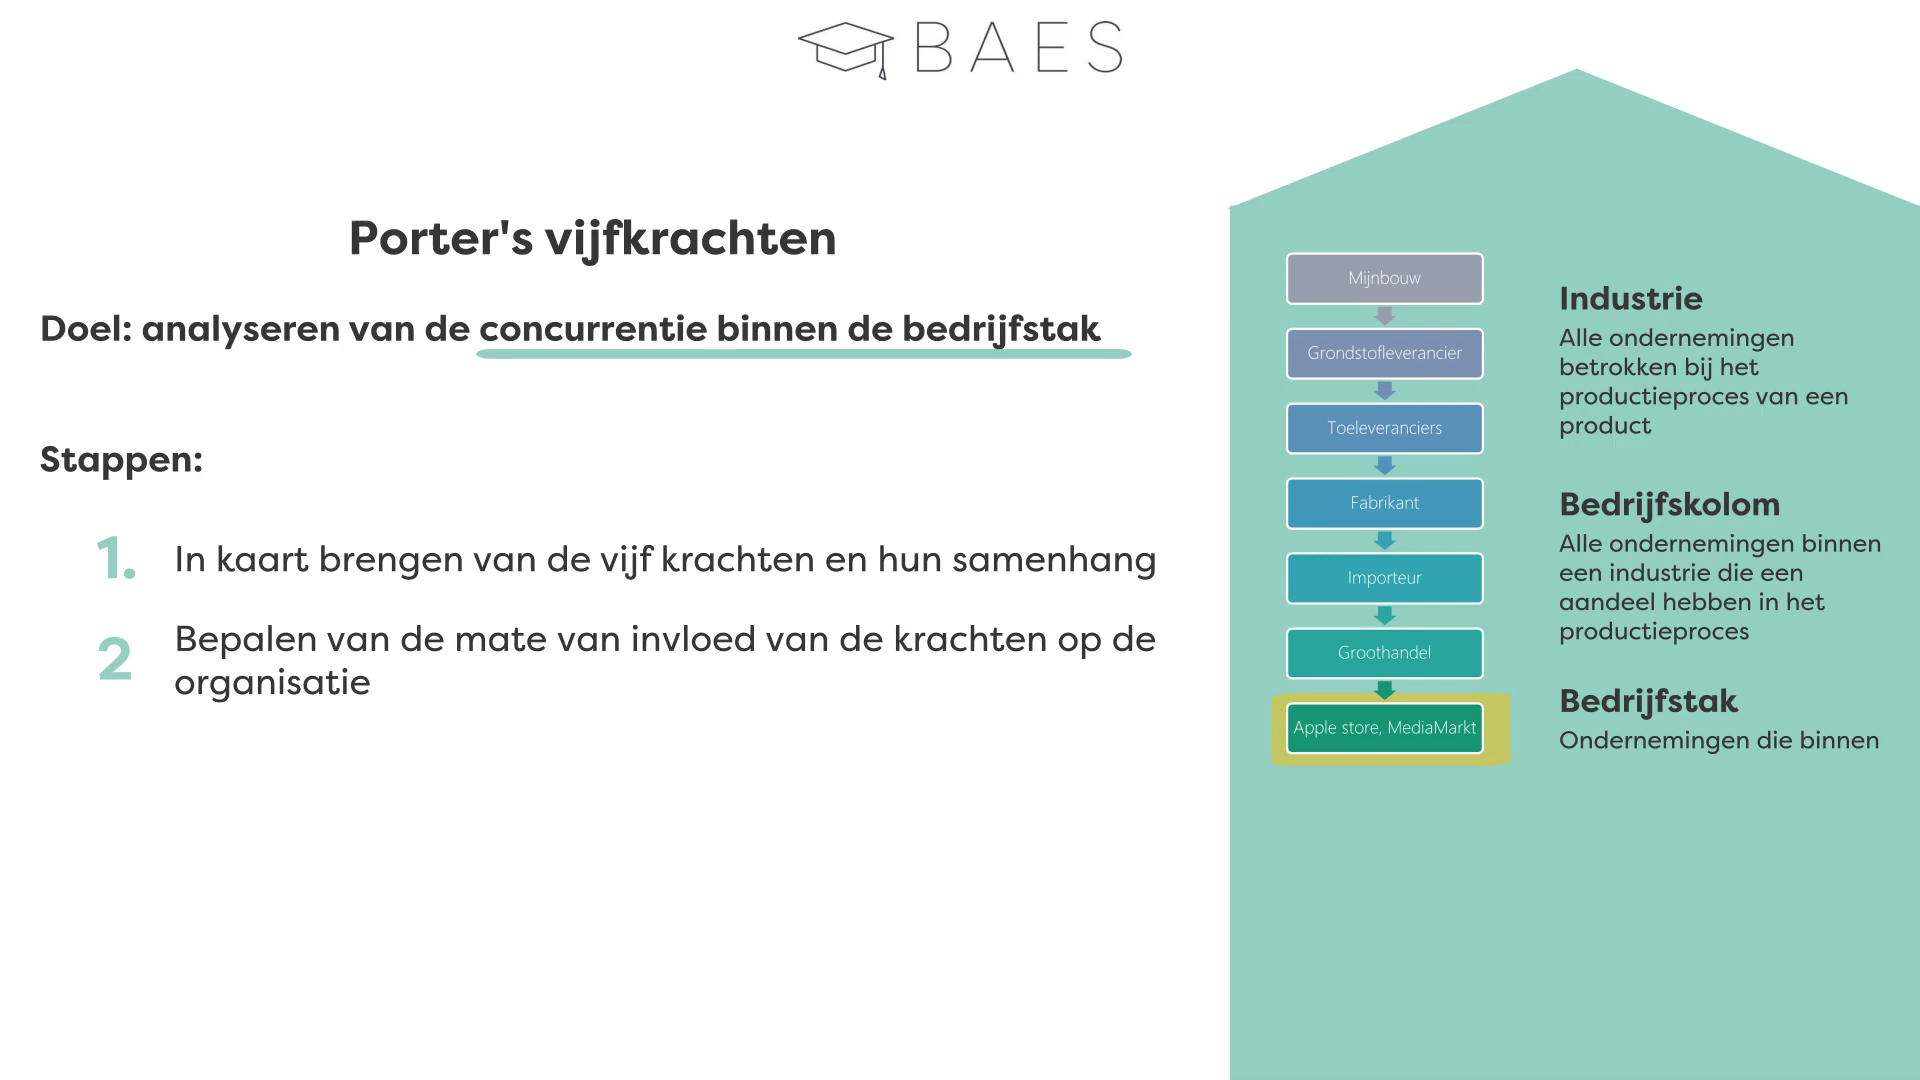 BAES
Porter's vijfkrachten
Doel: analyseren van de concurrentie binnen de bedrijfstak
Stappen:
1. In kaart brengen van de vijf krachten en hun samenhang
2 Bepalen van de mate van invloed van de krachten op de
organisatie
Mijnbouw
Grondstofleverancier
Toeleveranciers
Fabrikant
Importeur
Groothandel
Apple store, MediaMarkt
Industrie
Alle ondernemingen
betrokken bij het
productieproces van een
product
Bedrijfskolom
Alle ondernemingen binnen
een industrie die een
aandeel hebben in het
productieproces
Bedrijfstak
Ondernemingen die binnen